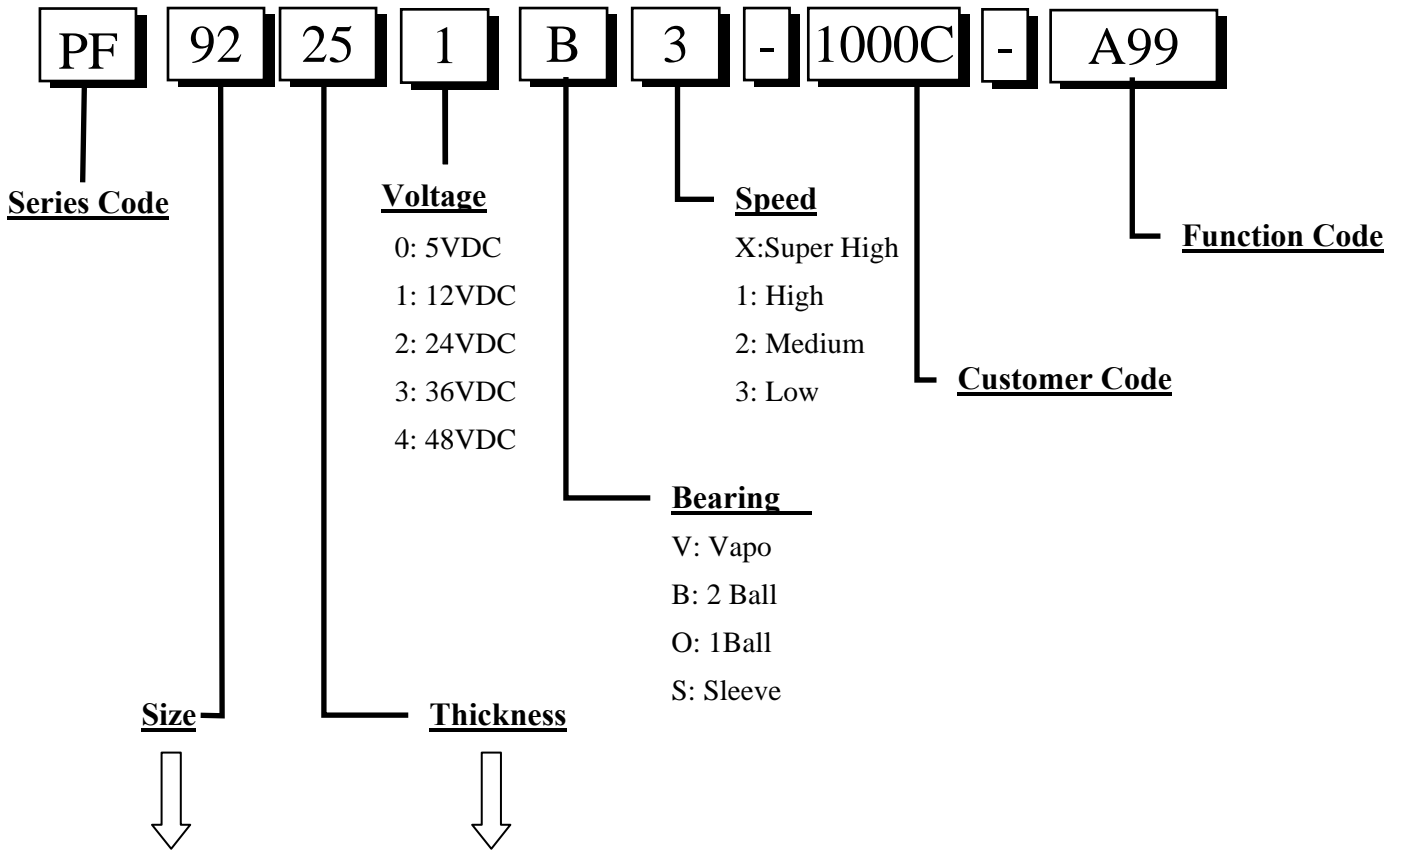 PF 92 25 1 B 3 - 1000C - A99
Series Code
Voltage
0: 5VDC
1: 12VDC
2: 24VDC
3: 36VDC
4: 48VDC
Speed
X:Super High
1: High
2: Medium
3: Low
Function Code
Customer Code
Bearing
V: Vapo
B: 2 Ball
O: 1Ball
S: Sleeve
Size
Thickness